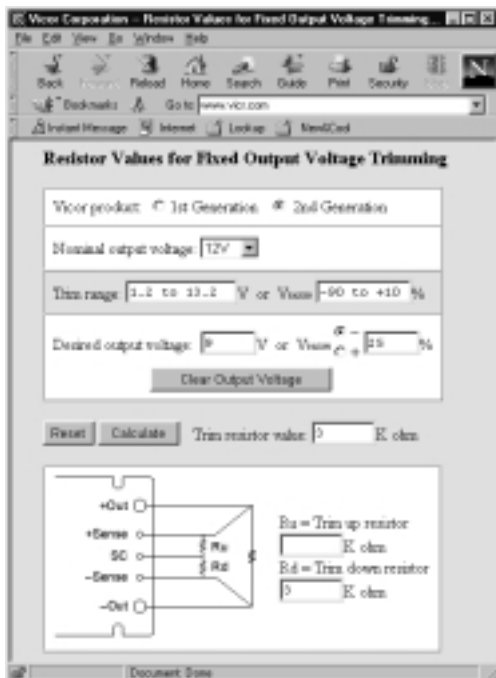 Vicor Corporation – Resistor Values for Fixed Output Voltage Trimming...
File Edit View Go Window Help
Back Reload Home Search Guide Print Security
Bookmarks Go to: www.vicr.com
Instant Message Internet Lookup New&Cool
Resistor Values for Fixed Output Voltage Trimming
Vicor product: 1st Generation 2nd Generation
Nominal output voltage: 12V
Trim range: 1.2 to 13.2 V or -90 to +10 %
Desired output voltage: 9 V or – + 25 %
Clear Output Voltage
Reset Calculate Trim resistor value: 3 K ohm
+Out
+Sense
SC
–Sense
–Out
Ru
Rd
Ru = Trim up resistor
K ohm
Rd = Trim down resistor
3 K ohm
Document: Done